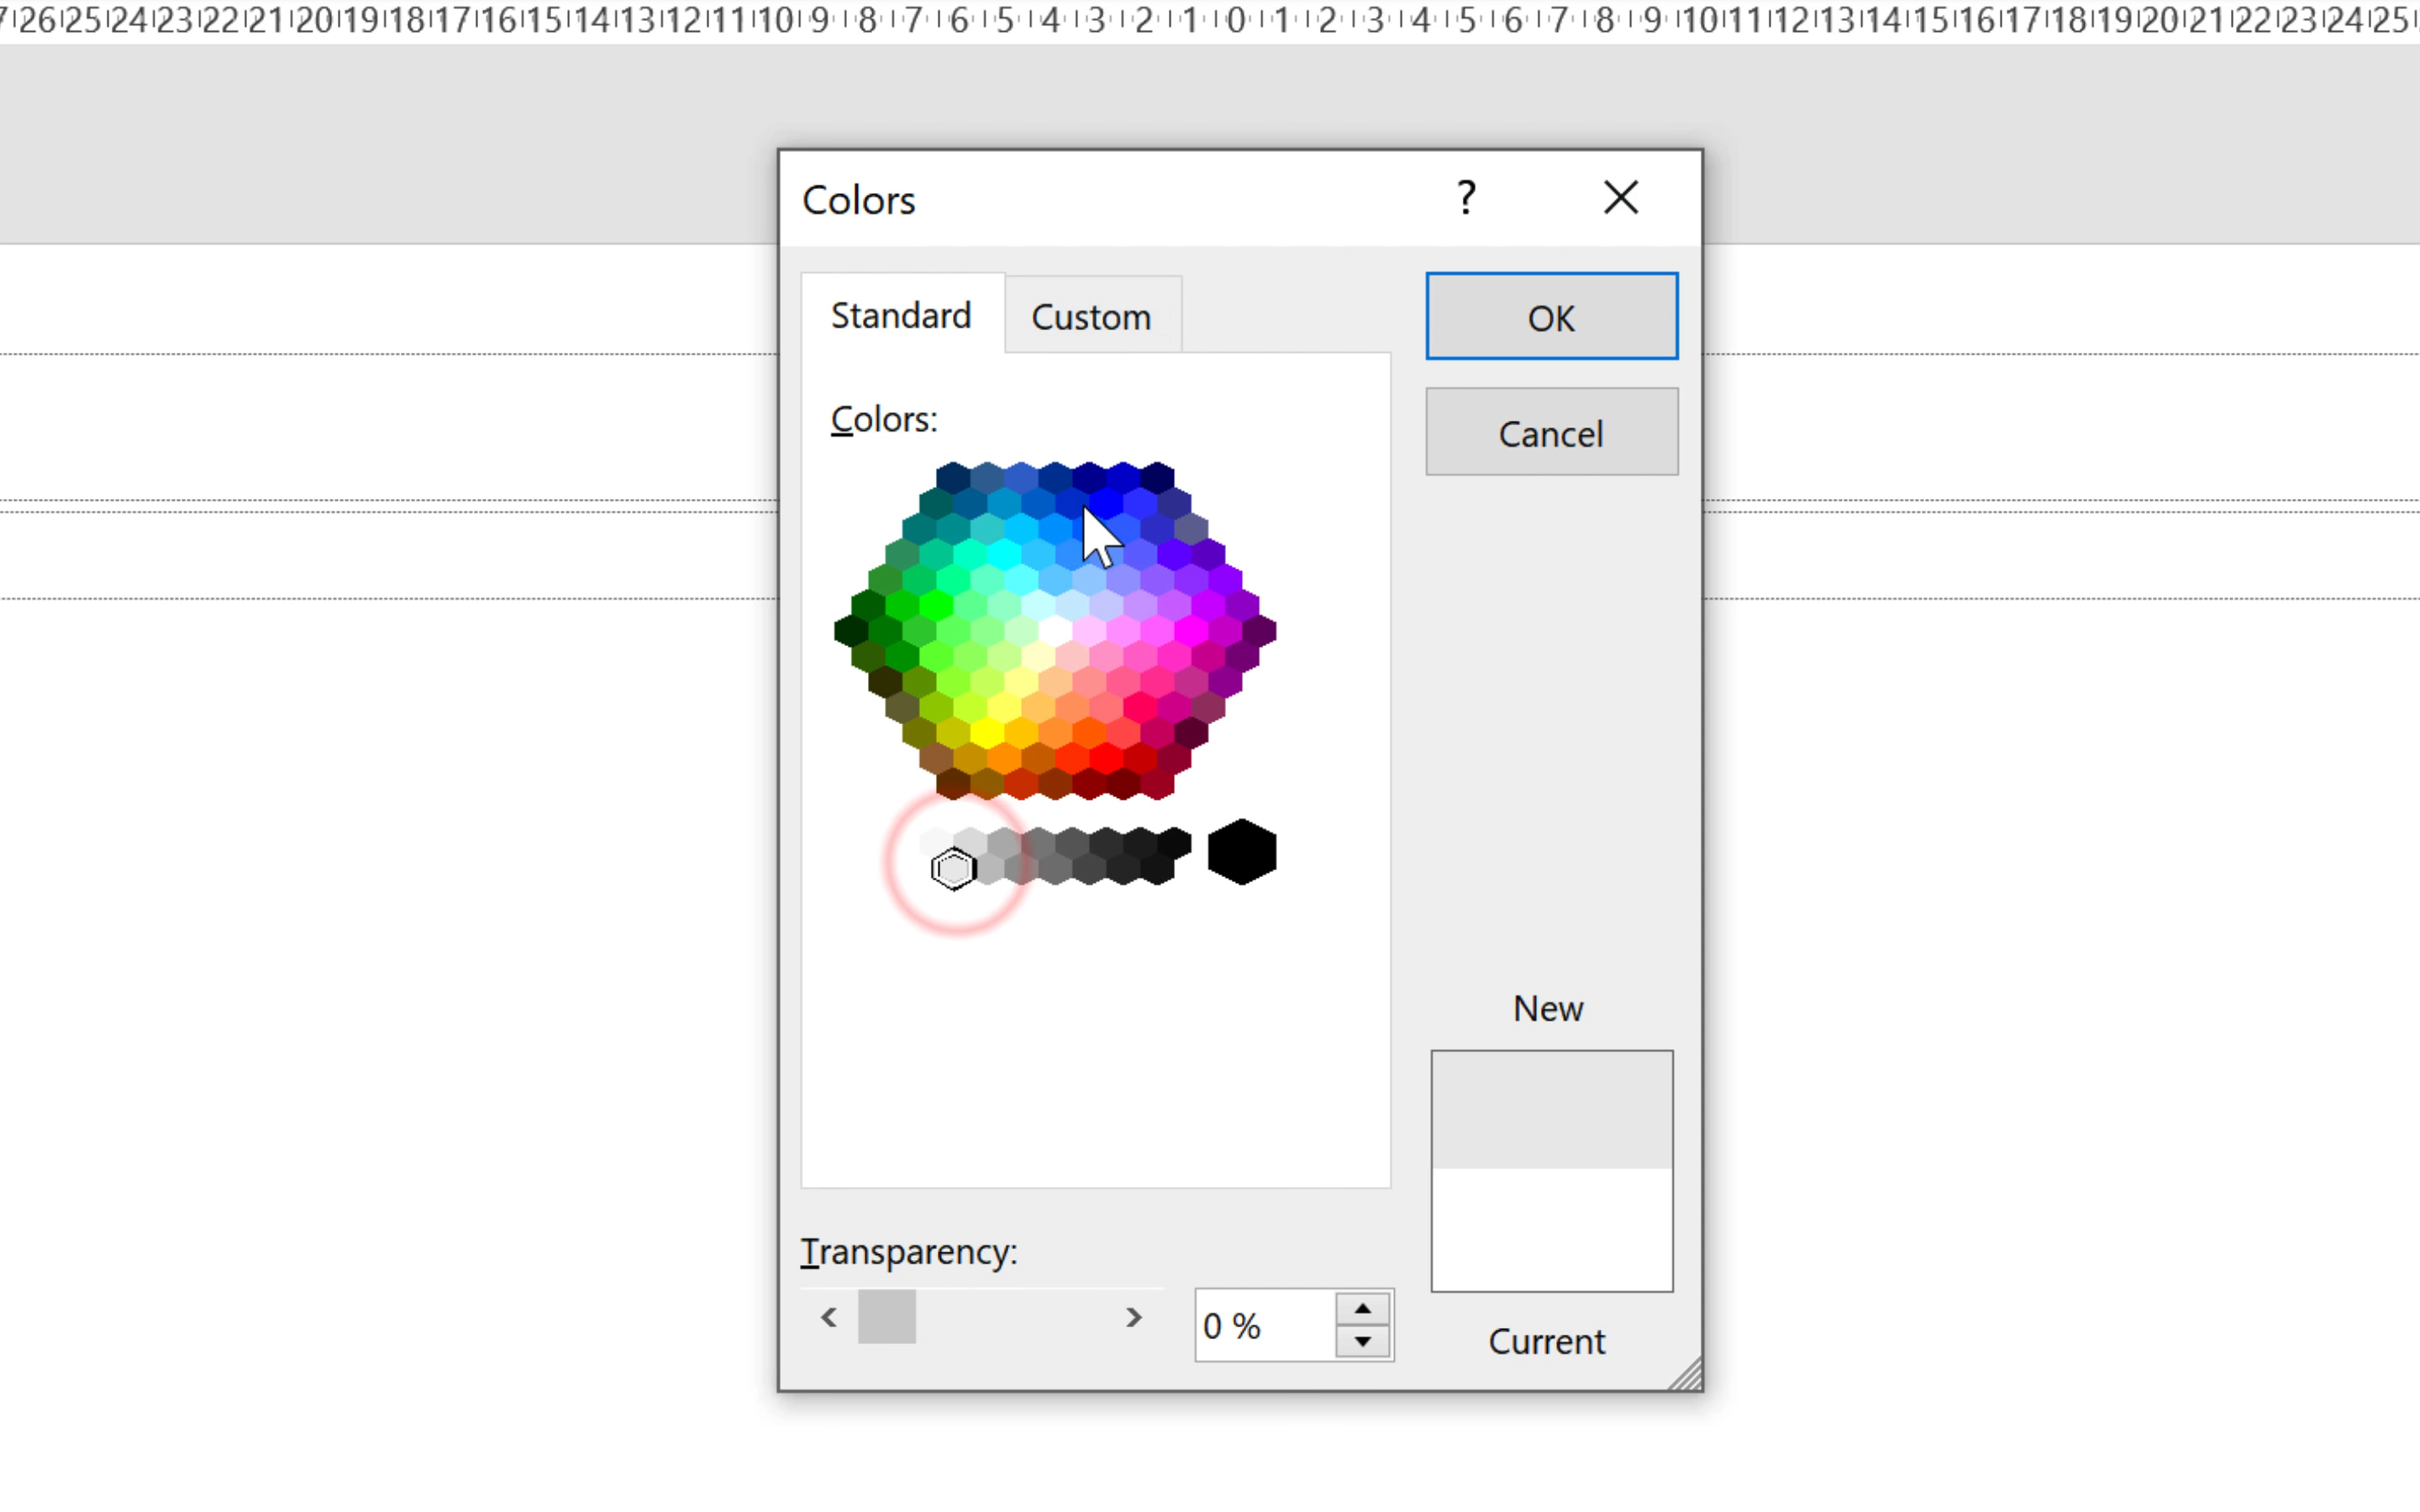 26 25 24 23 22 21 20 19 18 17 16 15 14 13 12 11 10 9 8 7 6 5 4 3 2 1 0 1 2 3 4 5 6 7 8 9 10 11 12 13 14 15 16 17 18 19 20 21 22 23 24 25
Colors ?
Standard Custom OK
Cancel
Colors:
New
Transparency:
0 %
Current